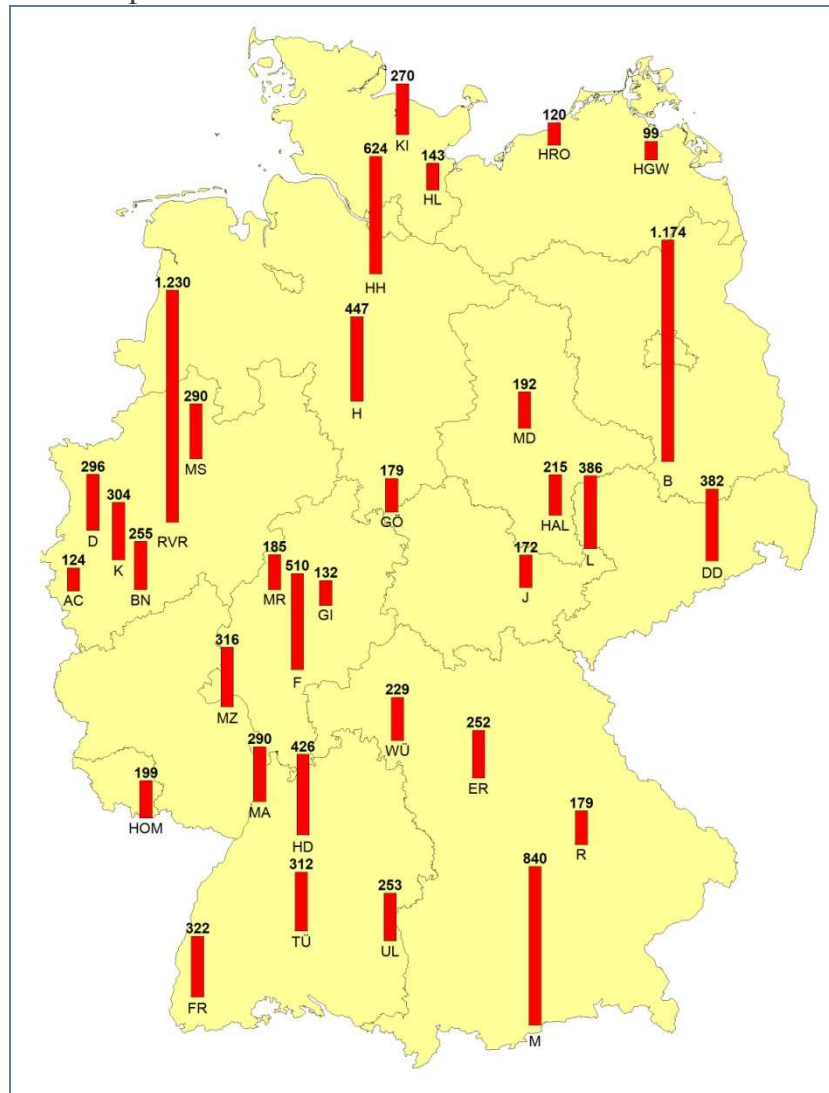 270
KI
120
HRO
99
HGW
624
HH
143
HL
1.174
B
1.230
RVR
447
H
192
MD
290
MS
296
D
304
K
255
BN
124
AC
179
GÖ
215
HAL
386
L
382
DD
172
J
185
MR
510
F
132
GI
316
MZ
229
WÜ
252
ER
290
MA
426
HD
199
HOM
179
R
840
M
312
TÜ
253
UL
322
FR